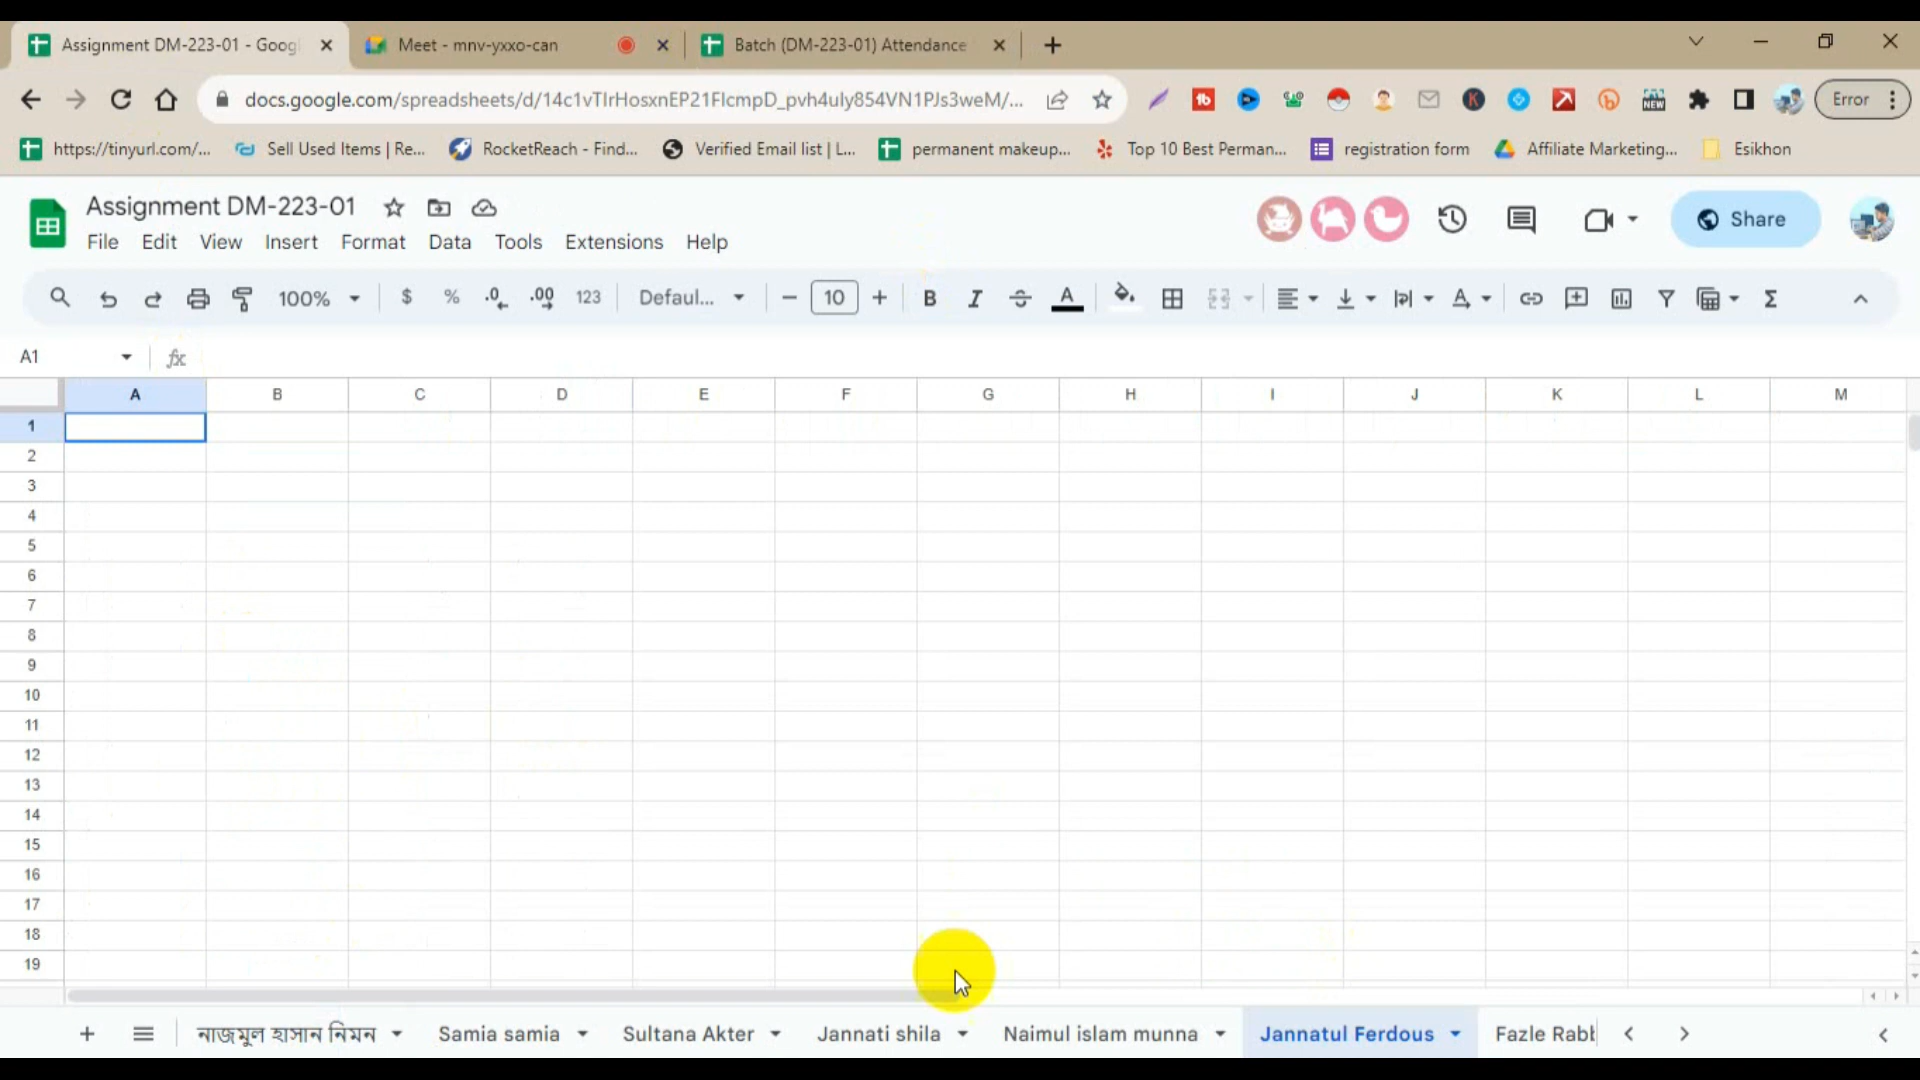 Assignment DM-223-01 - Goog
Meet - mnv-yxxo-can
Batch (DM-223-01) Attendance
docs.google.com/spreadsheets/d/14c1vTIrHosxnEP21FIcmpD_pvh4uIy854VN1PJs3weM/...
Error
https://tinyurl.com/...
Sell Used Items | Re...
RocketReach - Find...
Verified Email list | L...
permanent makeup...
Top 10 Best Perman...
registration form
Affiliate Marketing...
Esikhon
Assignment DM-223-01
File Edit View Insert Format Data Tools Extensions Help
Share
100% $ % .0 .00 123 Defaul... 10 B I A
A1 fx
A B C D E F G H I J K L M
1
2
3
4
5
6
7
8
9
10
11
12
13
14
15
16
17
18
19
নাজমুল হাসান নিমন Samia samia Sultana Akter Jannati shila Naimul islam munna Jannatul Ferdous Fazle Rabb